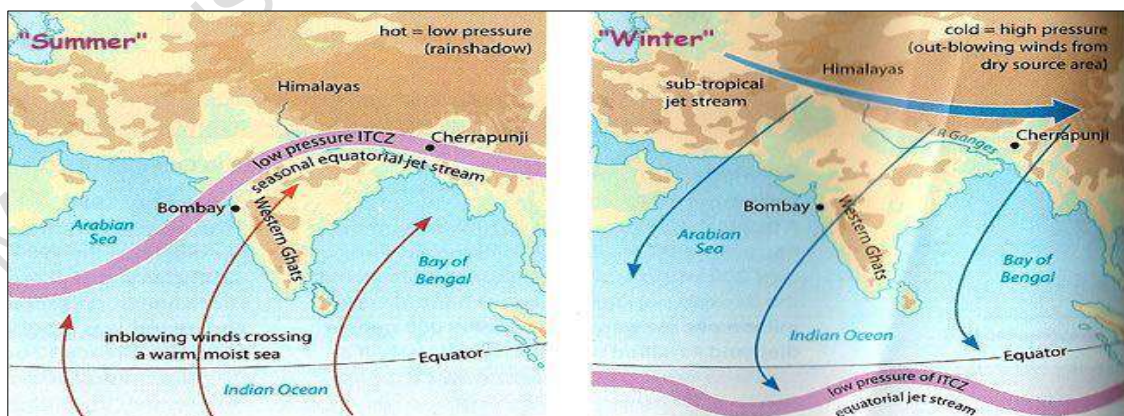 "Summer"
hot = low pressure
(rainshadow)
Himalayas
low pressure ITCZ
seasonal equatorial jet stream
Cherrapunji
Bombay
Western Ghats
Arabian
Sea
Bay of
Bengal
inblowing winds crossing
a warm, moist sea
Equator
Indian Ocean
"Winter"
cold = high pressure
(out-blowing winds from
dry source area)
sub-tropical
jet stream
Himalayas
R Ganges
Cherrapunji
Bombay
Western Ghats
Arabian
Sea
Bay of
Bengal
Indian Ocean
Equator
low pressure of ITCZ
equatorial jet stream